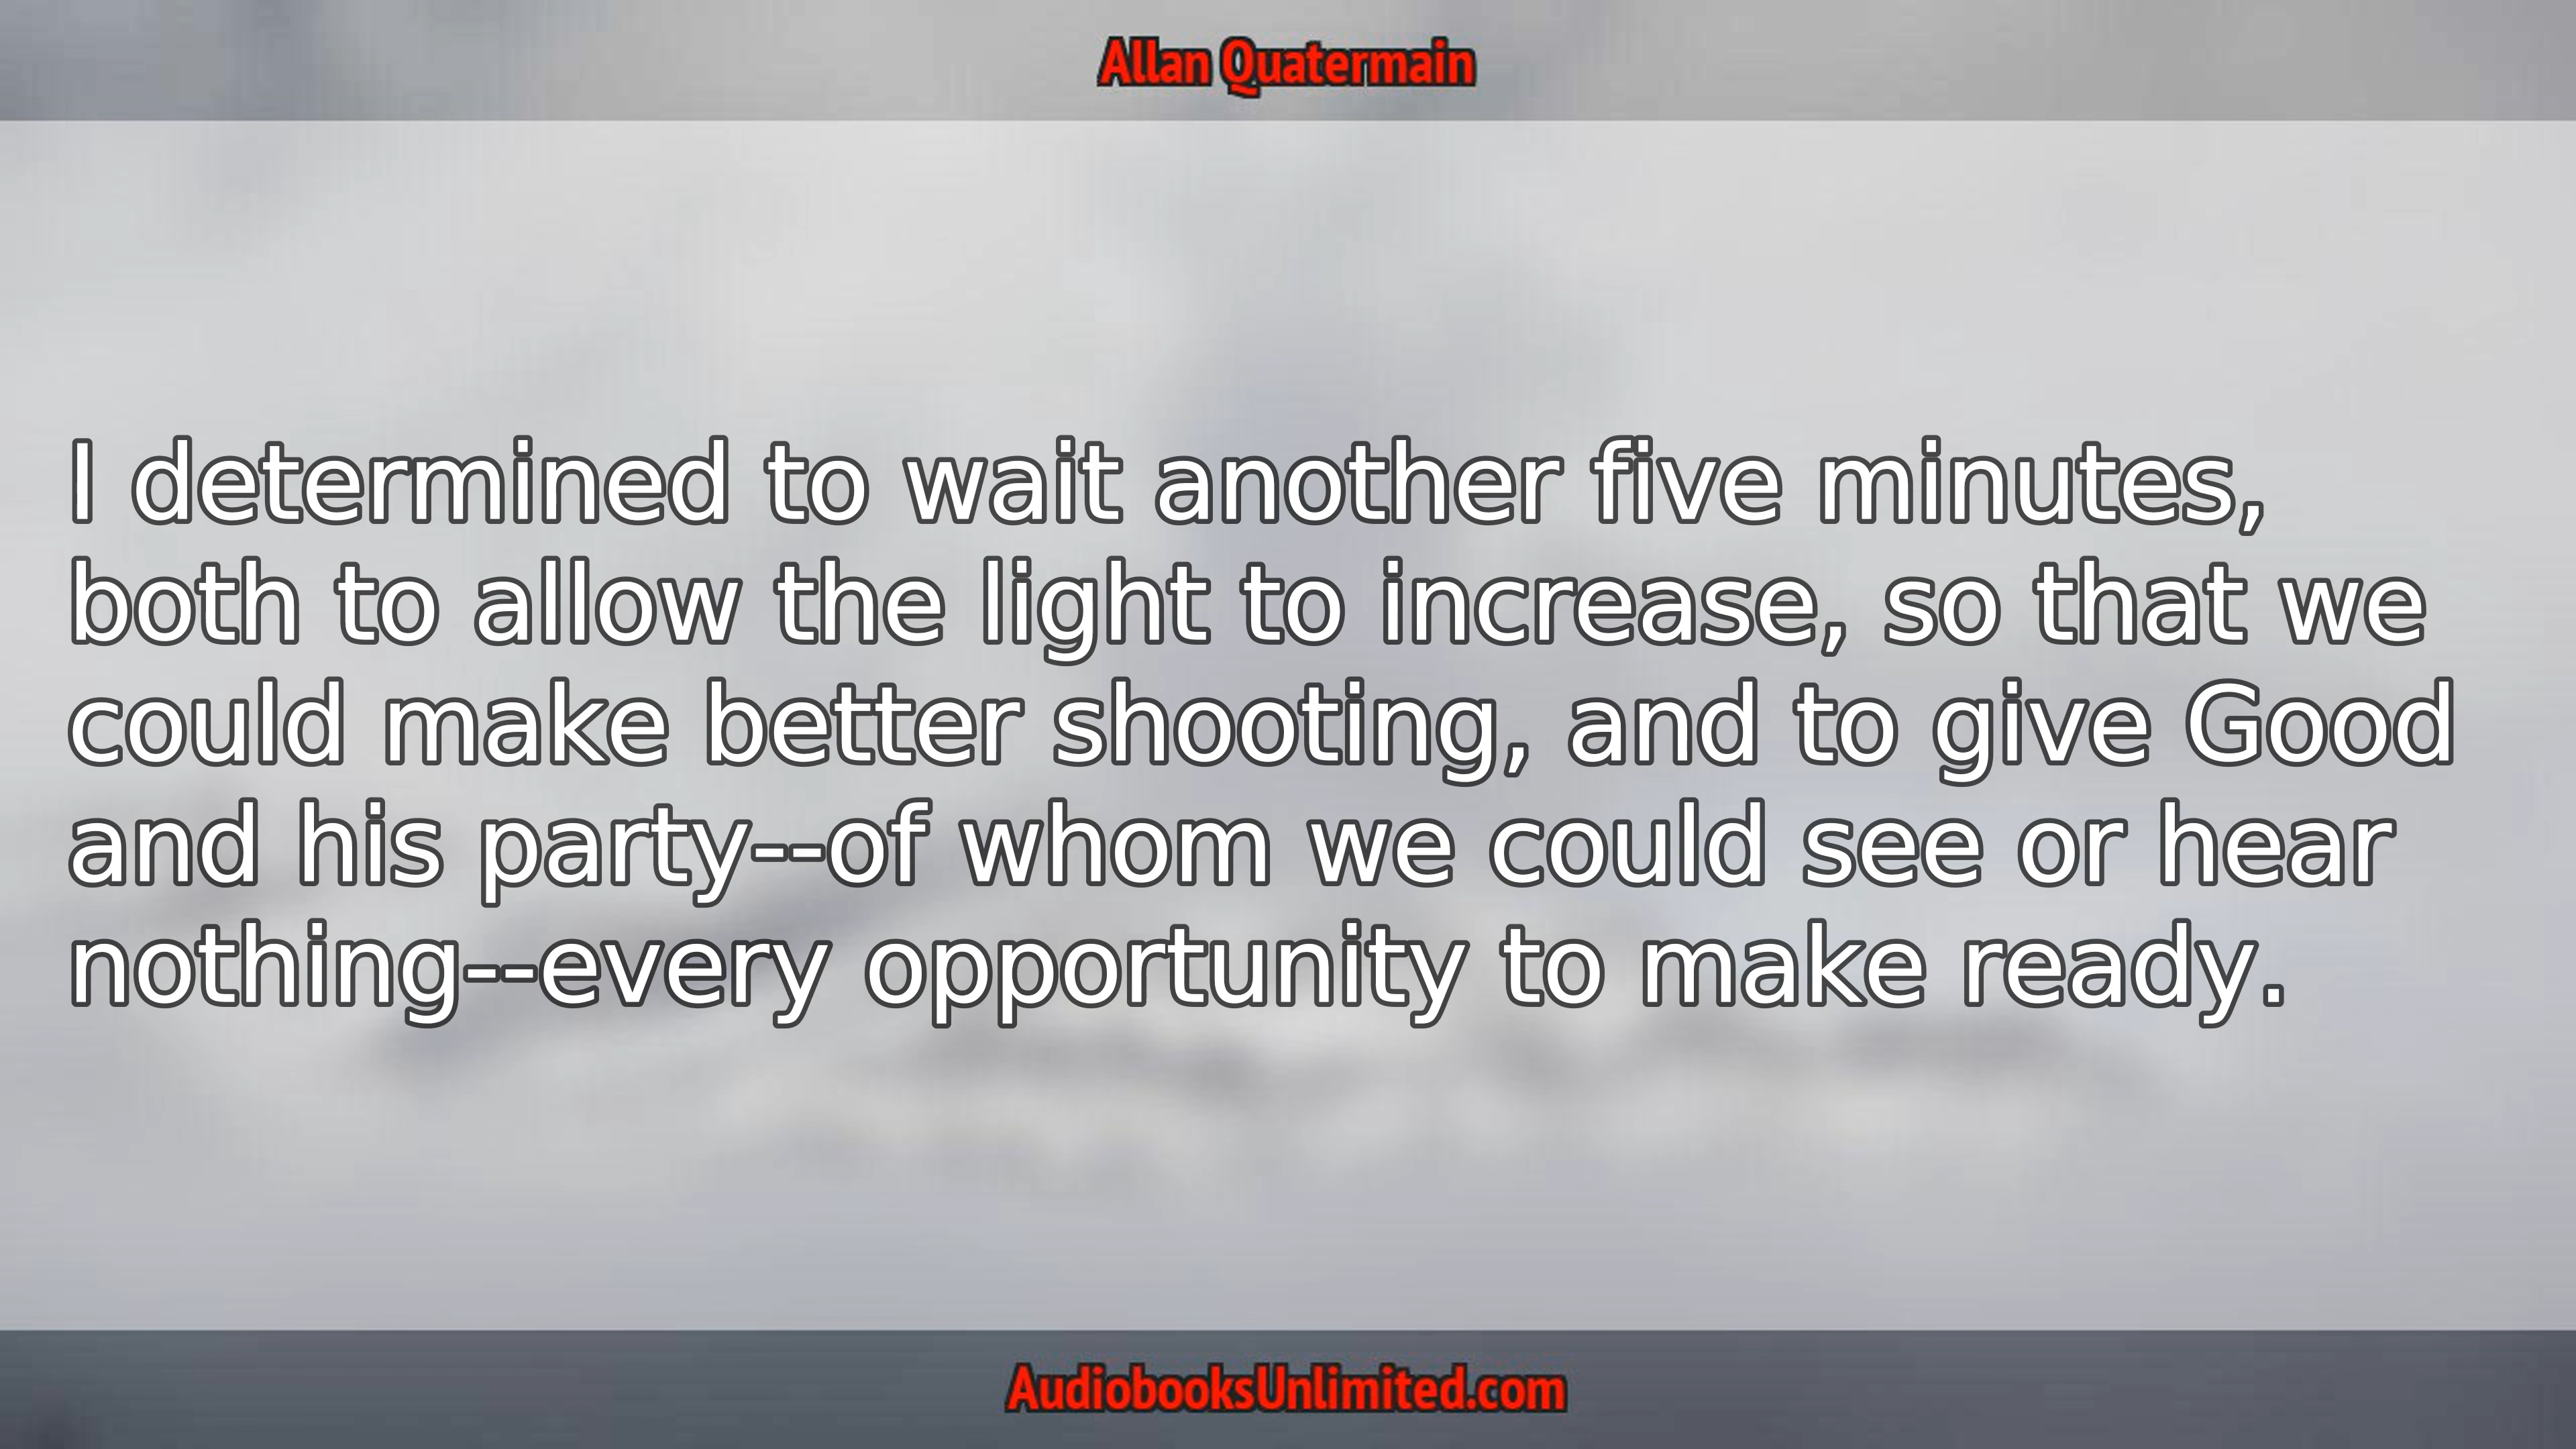 Allan Quatermain
I determined to wait another five minutes,
both to allow the light to increase, so that we
could make better shooting, and to give Good
and his party--of whom we could see or hear
nothing--every opportunity to make ready.
AudiobooksUnlimited.com